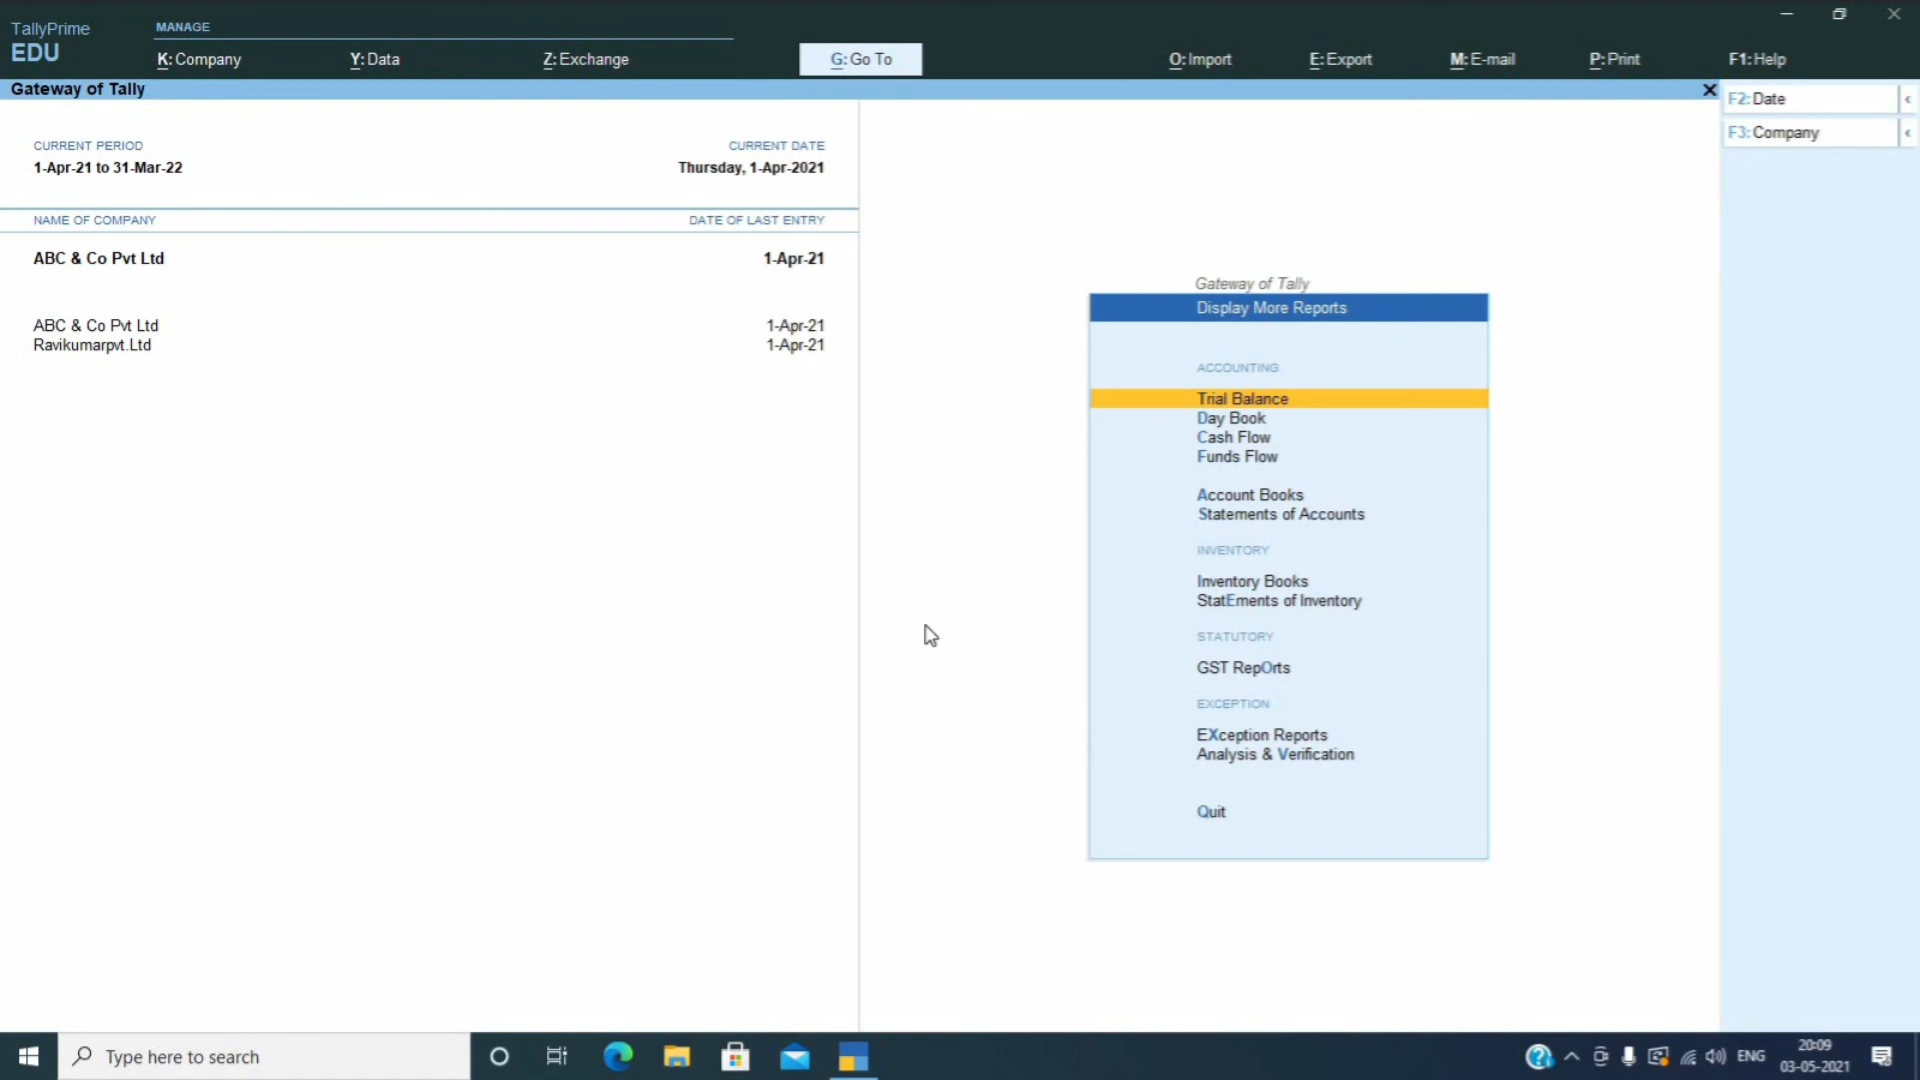 TallyPrime
EDU
MANAGE
K: Company
Y: Data
Z: Exchange
G: Go To
O: Import
E: Export
M: E-mail
P: Print
F1: Help
Gateway of Tally
F2: Date
F3: Company
CURRENT PERIOD
CURRENT DATE
1-Apr-21 to 31-Mar-22
Thursday, 1-Apr-2021
NAME OF COMPANY
DATE OF LAST ENTRY
ABC & Co Pvt Ltd
1-Apr-21
ABC & Co Pvt Ltd
1-Apr-21
Ravikumarpvt.Ltd
1-Apr-21
Gateway of Tally
Display More Reports
ACCOUNTING
Trial Balance
Day Book
Cash Flow
Funds Flow
Account Books
Statements of Accounts
INVENTORY
Inventory Books
StatEments of Inventory
STATUTORY
GST RepOrts
EXCEPTION
EXception Reports
Analysis & Verification
Quit
Type here to search
ENG
20:09
03-05-2021